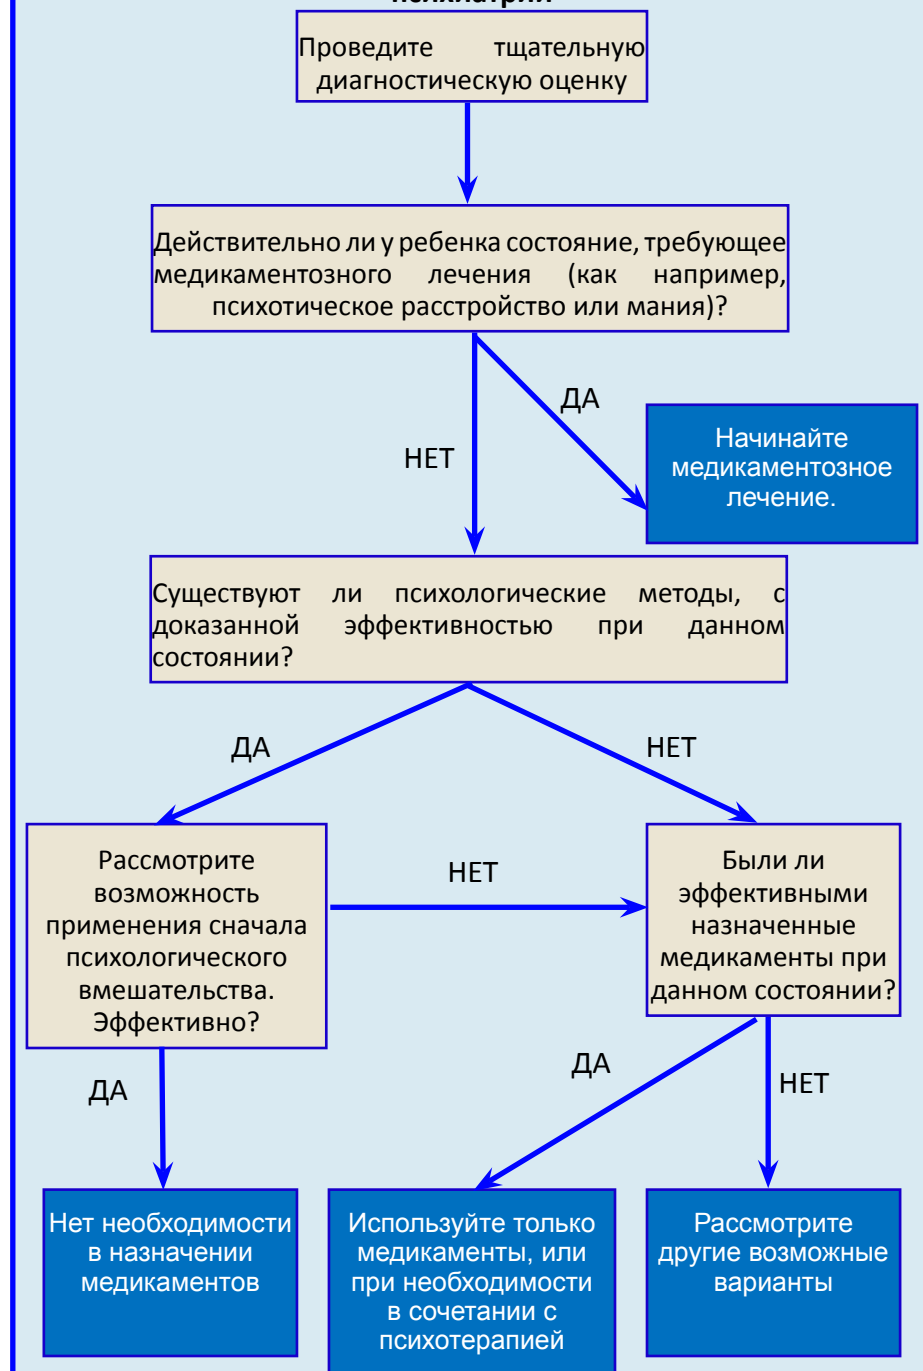 психиатрии
Проведите тщательную
диагностическую оценку
Действительно ли у ребенка состояние, требующее
медикаментозного лечения (как например,
психотическое расстройство или мания)?
ДА
НЕТ
Начинайте
медикаментозное
лечение.
Существуют ли психологические методы, с
доказанной эффективностью при данном
состоянии?
ДА
НЕТ
Рассмотрите
возможность
применения сначала
психологического
вмешательства.
Эффективно?
НЕТ
Были ли
эффективными
назначенные
медикаменты при
данном состоянии?
ДА
ДА
НЕТ
Нет необходимости
в назначении
медикаментов
Используйте только
медикаменты, или
при необходимости
в сочетании с
психотерапией
Рассмотрите
другие возможные
варианты